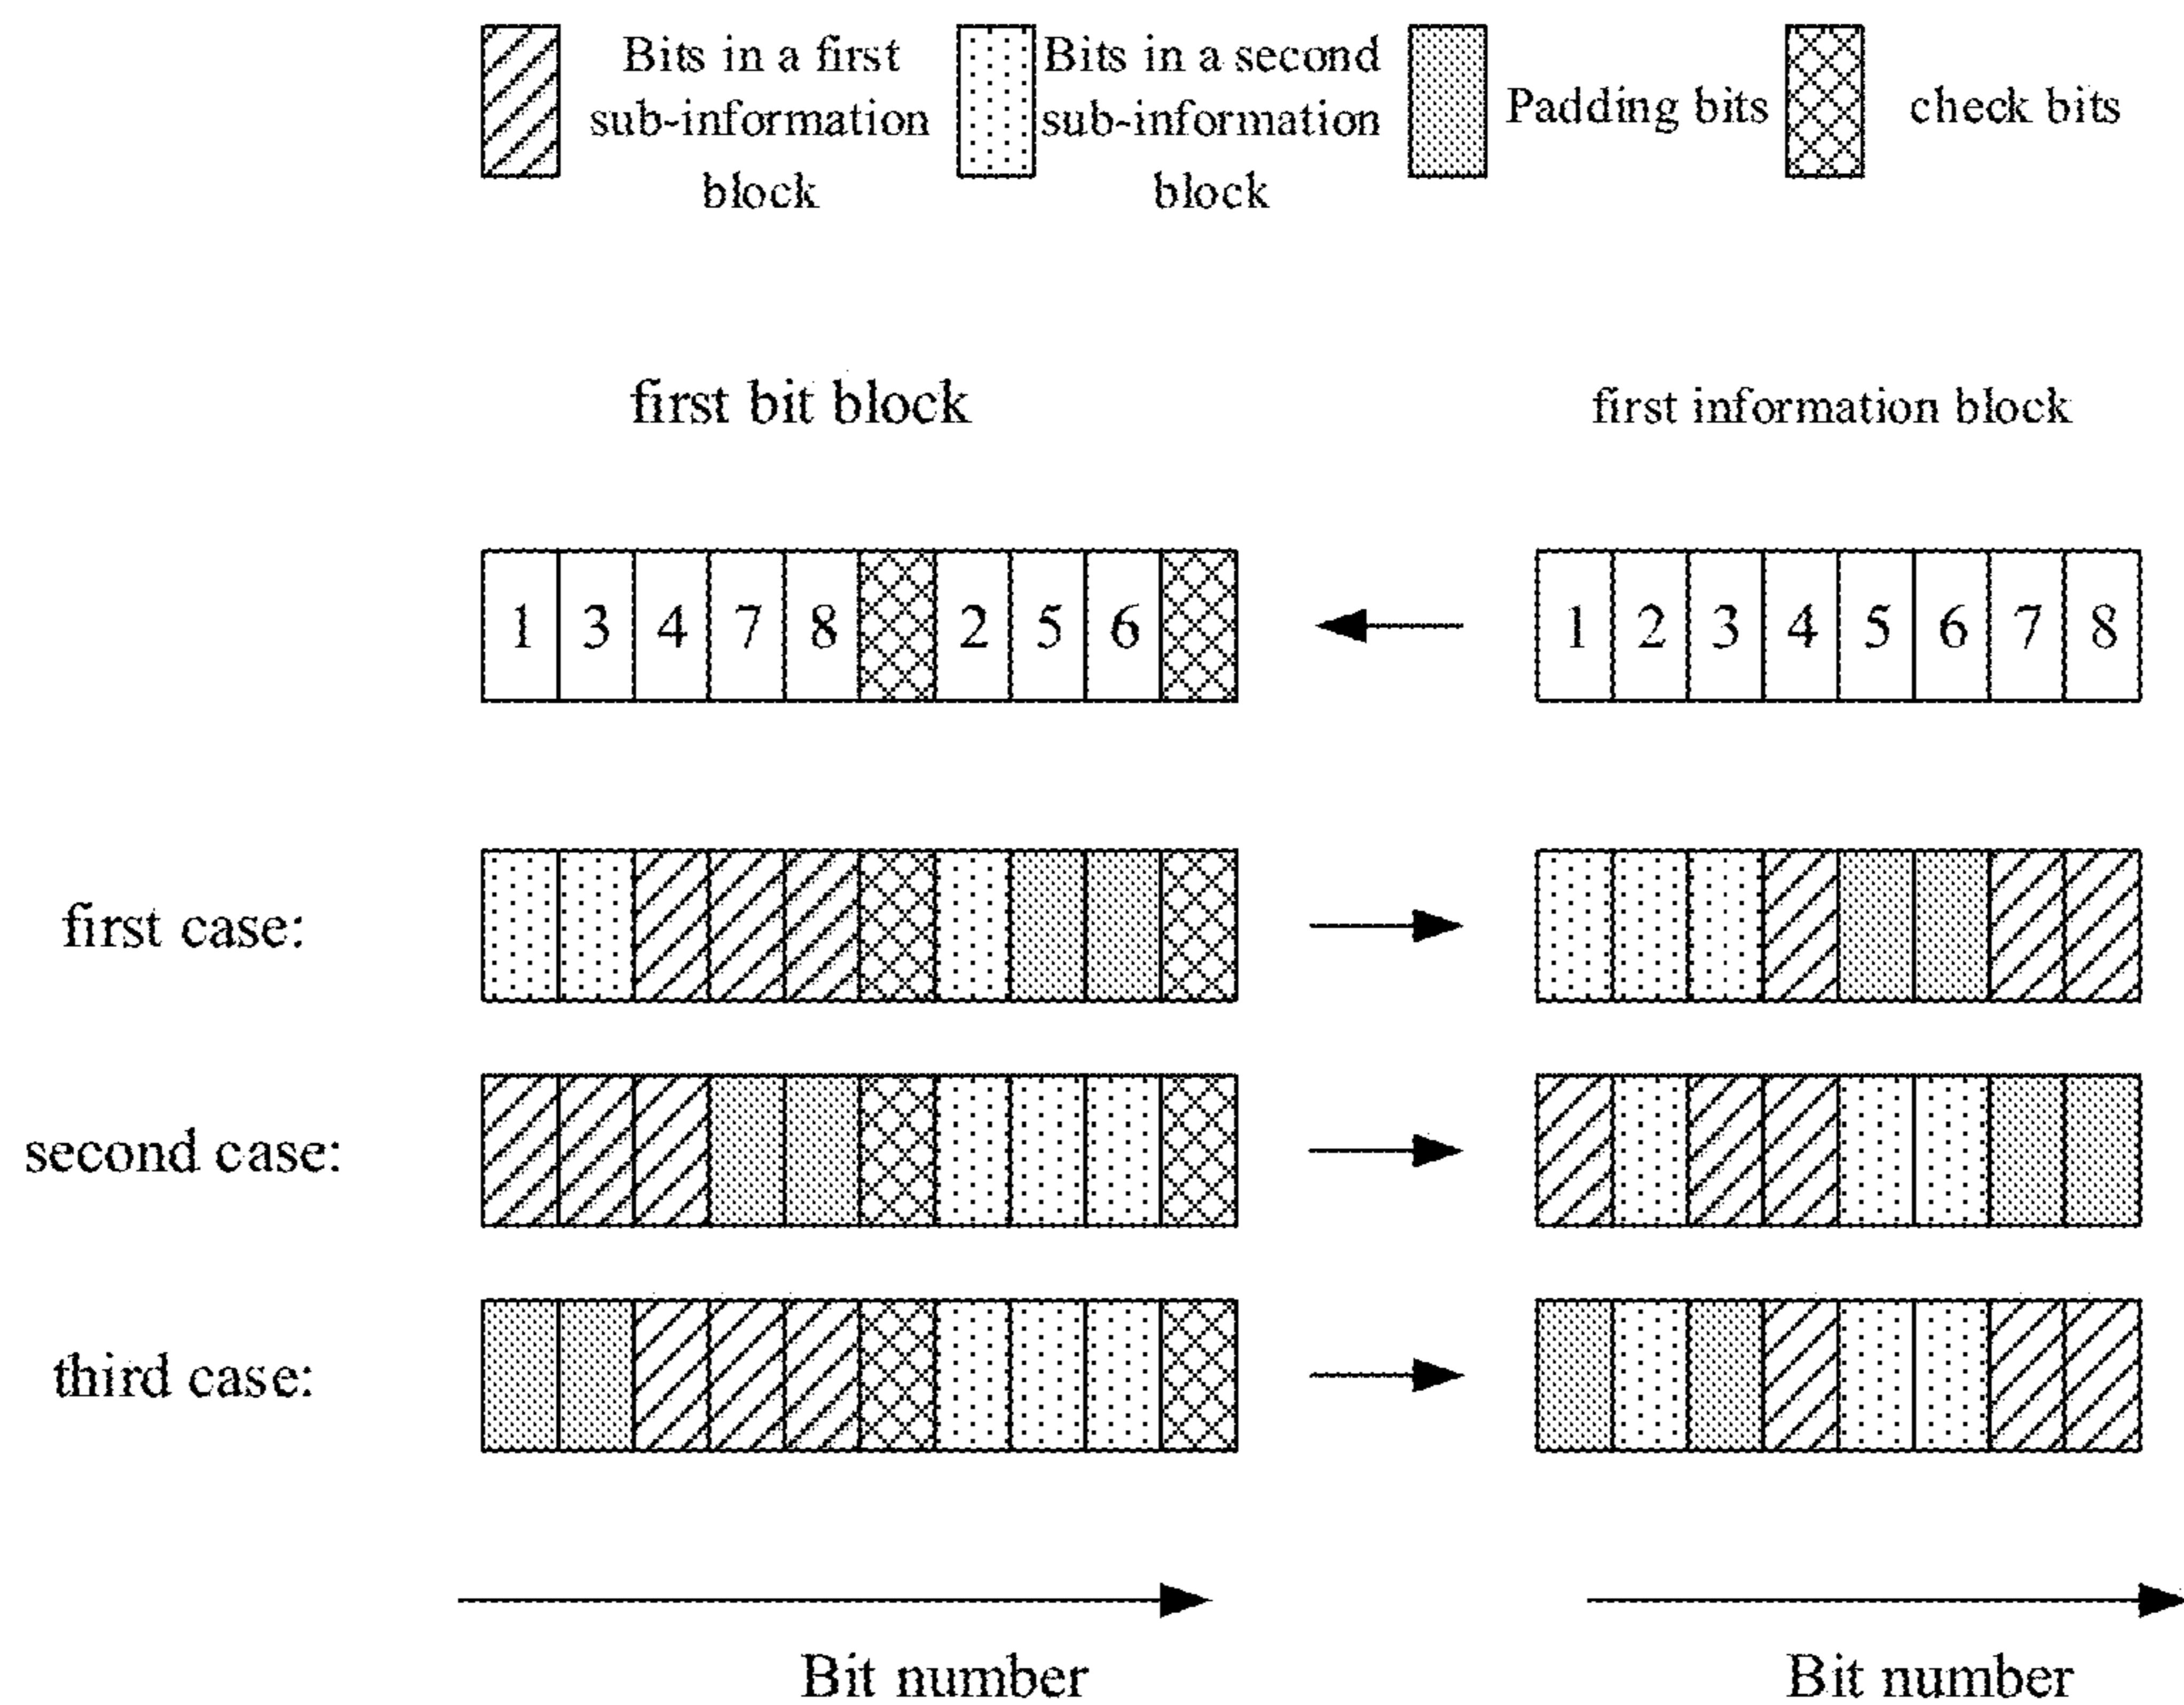 Bits in a first
sub-information
block
Bits in a second
sub-information
block
Padding bits
check bits
first bit block
first information block
1 3 4 7 8 2 5 6
1 2 3 4 5 6 7 8
first case:
second case:
third case:
Bit number
Bit number